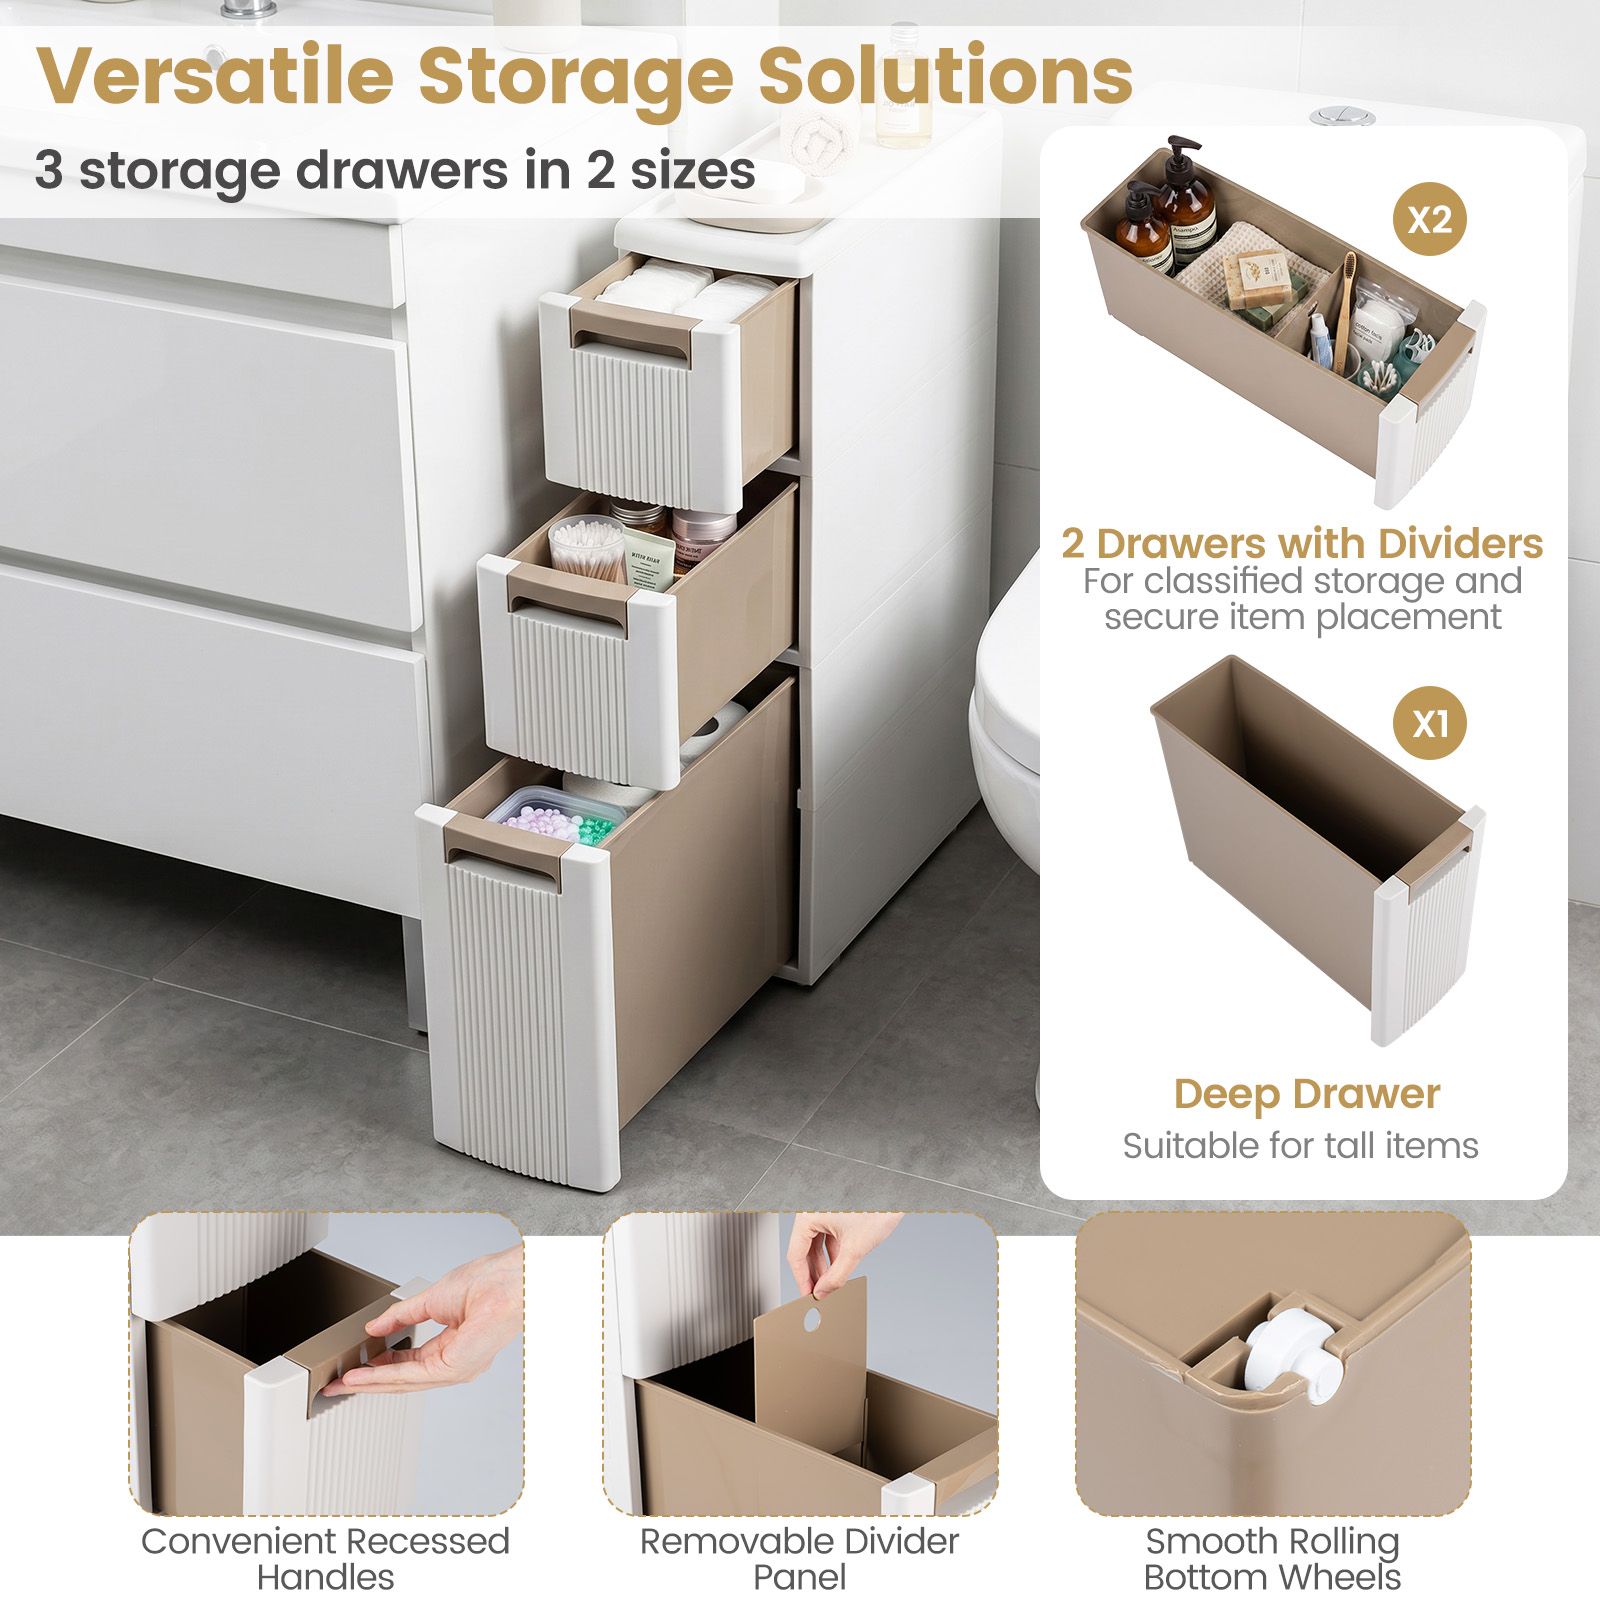 Versatile Storage Solutions
3 storage drawers in 2 sizes
X2
2 Drawers with Dividers
For classified storage and
secure item placement
X1
Deep Drawer
Suitable for tall items
Convenient Recessed
Handles
Removable Divider
Panel
Smooth Rolling
Bottom Wheels